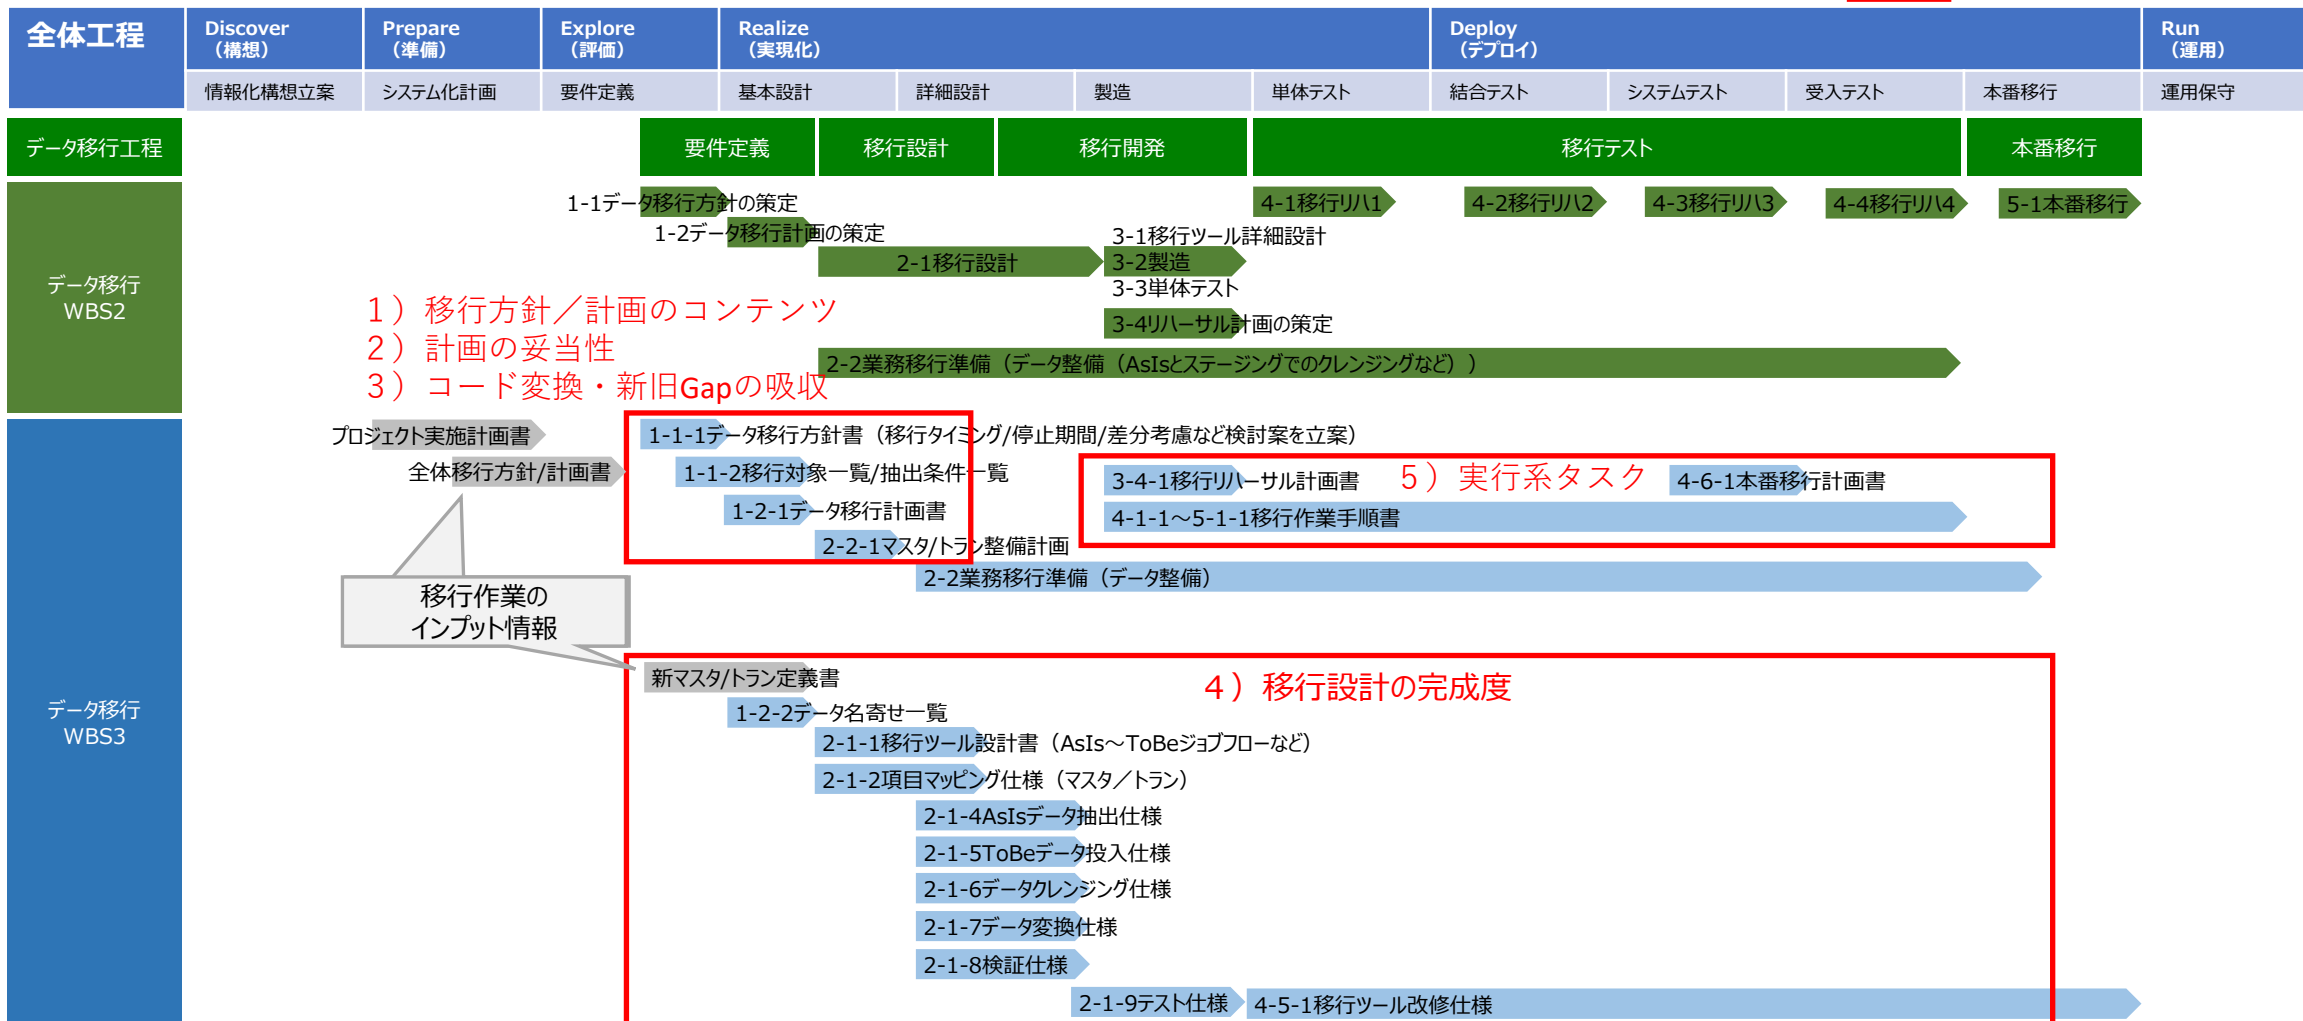 全体工程
Discover
（構想）
Prepare
（準備）
Explore
（評価）
Realize
（実現化）
Deploy
（デプロイ）
Run
（運用）
情報化構想立案
システム化計画
要件定義
基本設計
詳細設計
製造
単体テスト
結合テスト
システムテスト
受入テスト
本番移行
運用保守
データ移行工程
要件定義
移行設計
移行開発
移行テスト
本番移行
データ移行
WBS2
1-1データ移行方針の策定
4-1移行リハ1
4-2移行リハ2
4-3移行リハ3
4-4移行リハ4
5-1本番移行
1-2データ移行計画の策定
3-1移行ツール詳細設計
2-1移行設計
3-2製造
3-3単体テスト
3-4リハーサル計画の策定
2-2業務移行準備（データ整備（AsIsとステージングでのクレンジングなど））
1）移行方針／計画のコンテンツ
2）計画の妥当性
3）コード変換・新旧Gapの吸収
データ移行
WBS3
プロジェクト実施計画書
全体移行方針/計画書
1-1-1データ移行方針書（移行タイミング/停止期間/差分考慮など検討案を立案）
1-1-2移行対象一覧/抽出条件一覧
1-2-1データ移行計画書
2-2-1マスタ/トラン整備計画
2-2業務移行準備（データ整備）
3-4-1移行リハーサル計画書
5）実行系タスク
4-6-1本番移行計画書
4-1-1～5-1-1移行作業手順書
移行作業の
インプット情報
新マスタ/トラン定義書
4）移行設計の完成度
1-2-2データ名寄せ一覧
2-1-1移行ツール設計書（AsIs～ToBeジョブフローなど）
2-1-2項目マッピング仕様（マスタ／トラン）
2-1-4AsIsデータ抽出仕様
2-1-5ToBeデータ投入仕様
2-1-6データクレンジング仕様
2-1-7データ変換仕様
2-1-8検証仕様
2-1-9テスト仕様
4-5-1移行ツール改修仕様